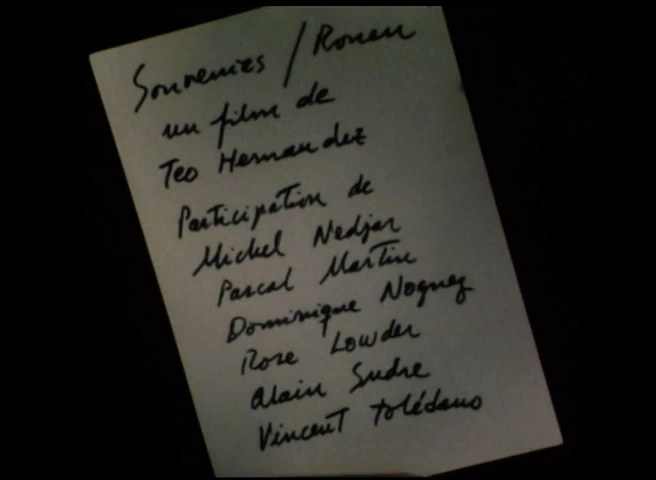 Souvenirs / Rouen
un film de
Teo Hernandez
Participation de
Michel Nedjar
Pascal Martin
Dominique Noguez
Rose Lowder
Alain Sudre
Vincent Tolédano